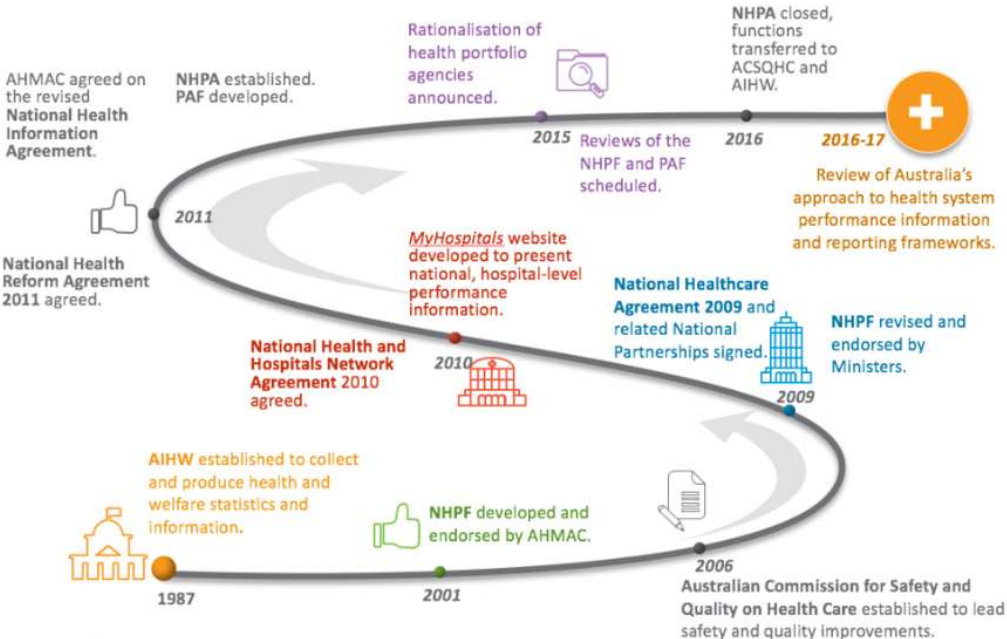 Rationalisation of
health portfolio
agencies
announced.
NHPA closed,
functions
transferred to
ACSQHC and
AIHW.
AHMAC agreed on
the revised
National Health
Information
Agreement.
NHPA established.
PAF developed.
2015
Reviews of the
NHPF and PAF
scheduled.
2016
2016-17
Review of Australia's
approach to health system
performance information
and reporting frameworks.
2011
National Health
Reform Agreement
2011 agreed.
MyHospitals website
developed to present
national, hospital-level
performance
information.
National Health and
Hospitals Network
Agreement 2010
agreed.
2010
National Healthcare
Agreement 2009 and
related National
Partnerships signed.
NHPF revised and
endorsed by
Ministers.
2009
AIHW established to collect
and produce health and
welfare statistics and
information.
1987
NHPF developed and
endorsed by AHMAC.
2001
2006
Australian Commission for Safety and
Quality on Health Care established to lead
safety and quality improvements.